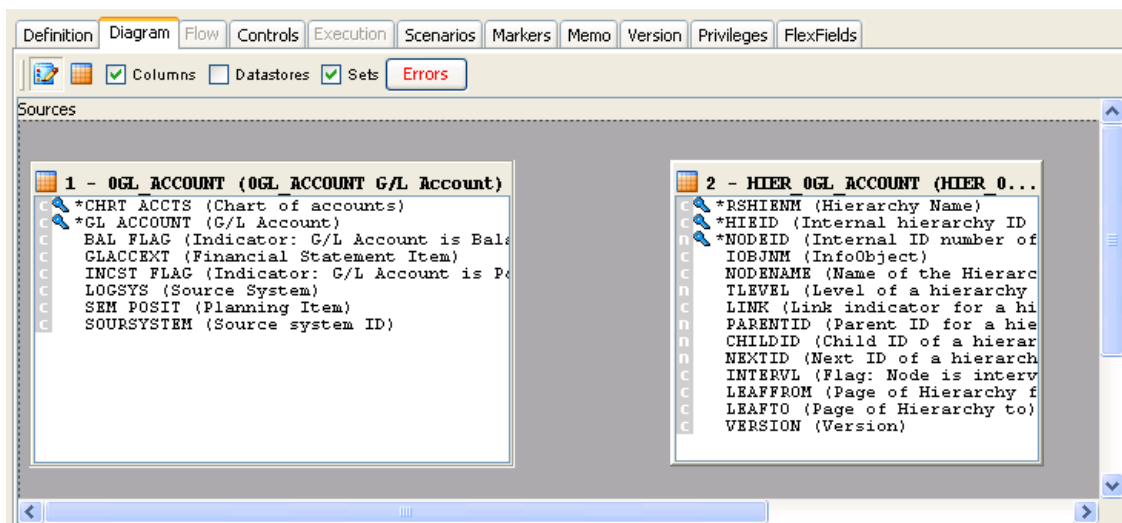 Definition Diagram Flow Controls Execution Scenarios Markers Memo Version Privileges FlexFields
Columns Datastores Sets Errors
Sources
1 - 0GL_ACCOUNT (0GL_ACCOUNT G/L Account)
c *CHRT_ACCTS (Chart of accounts)
c *GL_ACCOUNT (G/L Account)
c BAL_FLAG (Indicator: G/L Account is Bala
c GLACCEXT (Financial Statement Item)
c INCST_FLAG (Indicator: G/L Account is P&
c LOGSYS (Source System)
c SEM_POSIT (Planning Item)
c SOURSYSTEM (Source system ID)
2 - HIER_0GL_ACCOUNT (HIER_0...
c *RSHIENM (Hierarchy Name)
c *HIEID (Internal hierarchy ID
n *NODEID (Internal ID number of
c IOBJNM (InfoObject)
c NODENAME (Name of the Hierarc
n TLEVEL (Level of a hierarchy
c LINK (Link indicator for a hi
n PARENTID (Parent ID for a hie
n CHILDID (Child ID of a hierar
n NEXTID (Next ID of a hierarch
c INTERVL (Flag: Node is interv
c LEAFFROM (Page of Hierarchy f
c LEAFTO (Page of Hierarchy to)
c VERSION (Version)